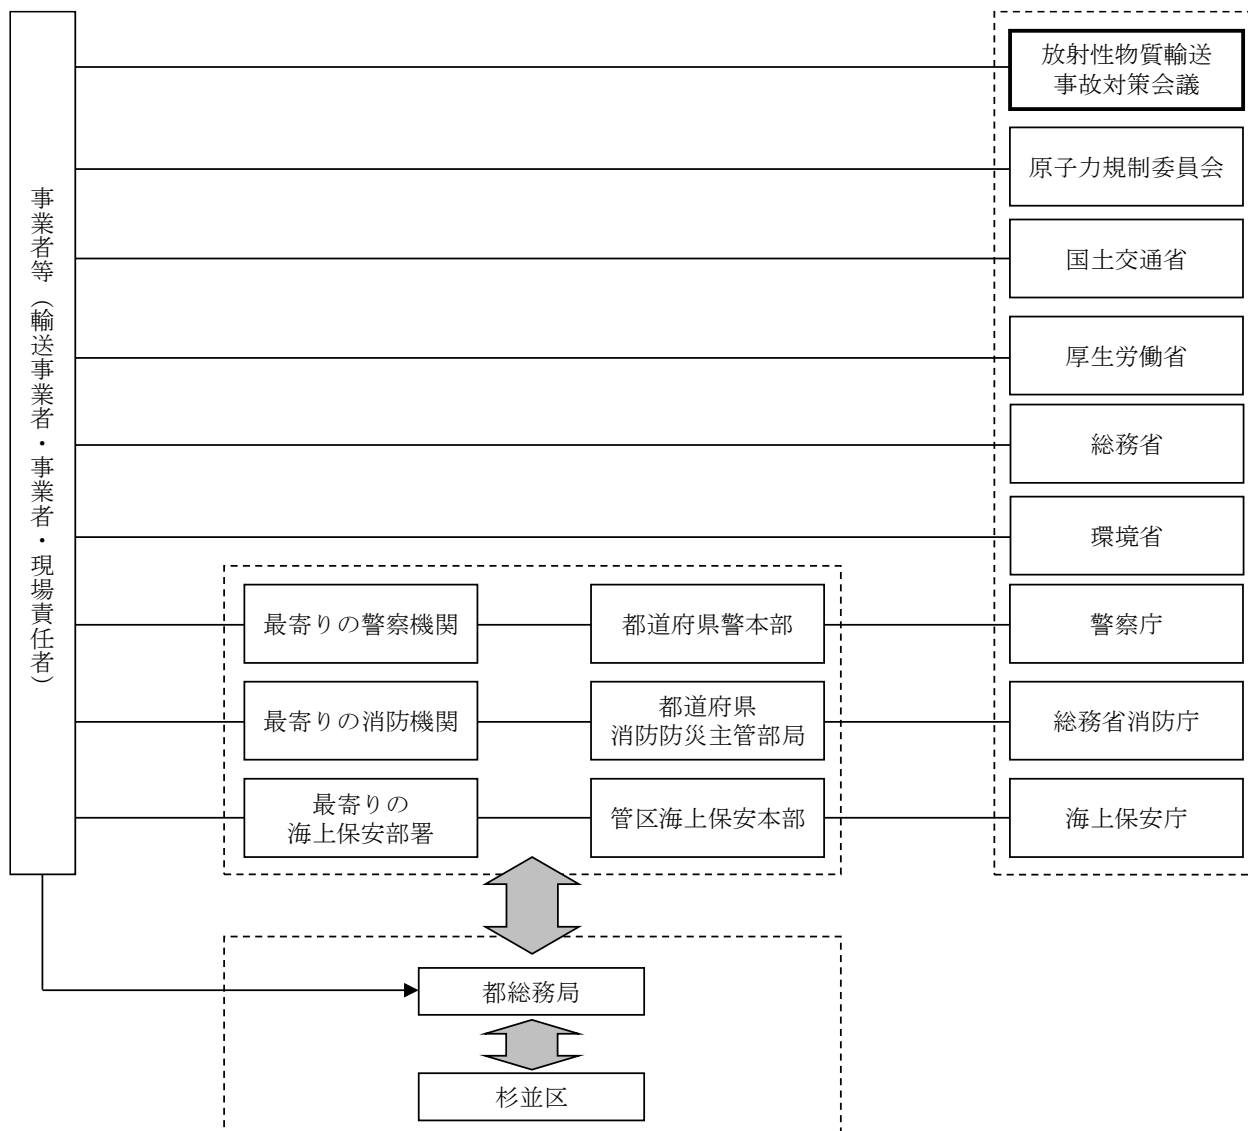 事業者等（輸送事業者・事業者・現場責任者）
放射性物質輸送
事故対策会議
原子力規制委員会
国土交通省
厚生労働省
総務省
環境省
最寄りの警察機関
都道府県警本部
警察庁
最寄りの消防機関
都道府県
消防防災主管部局
総務省消防庁
最寄りの
海上保安部署
管区海上保安本部
海上保安庁
都総務局
杉並区